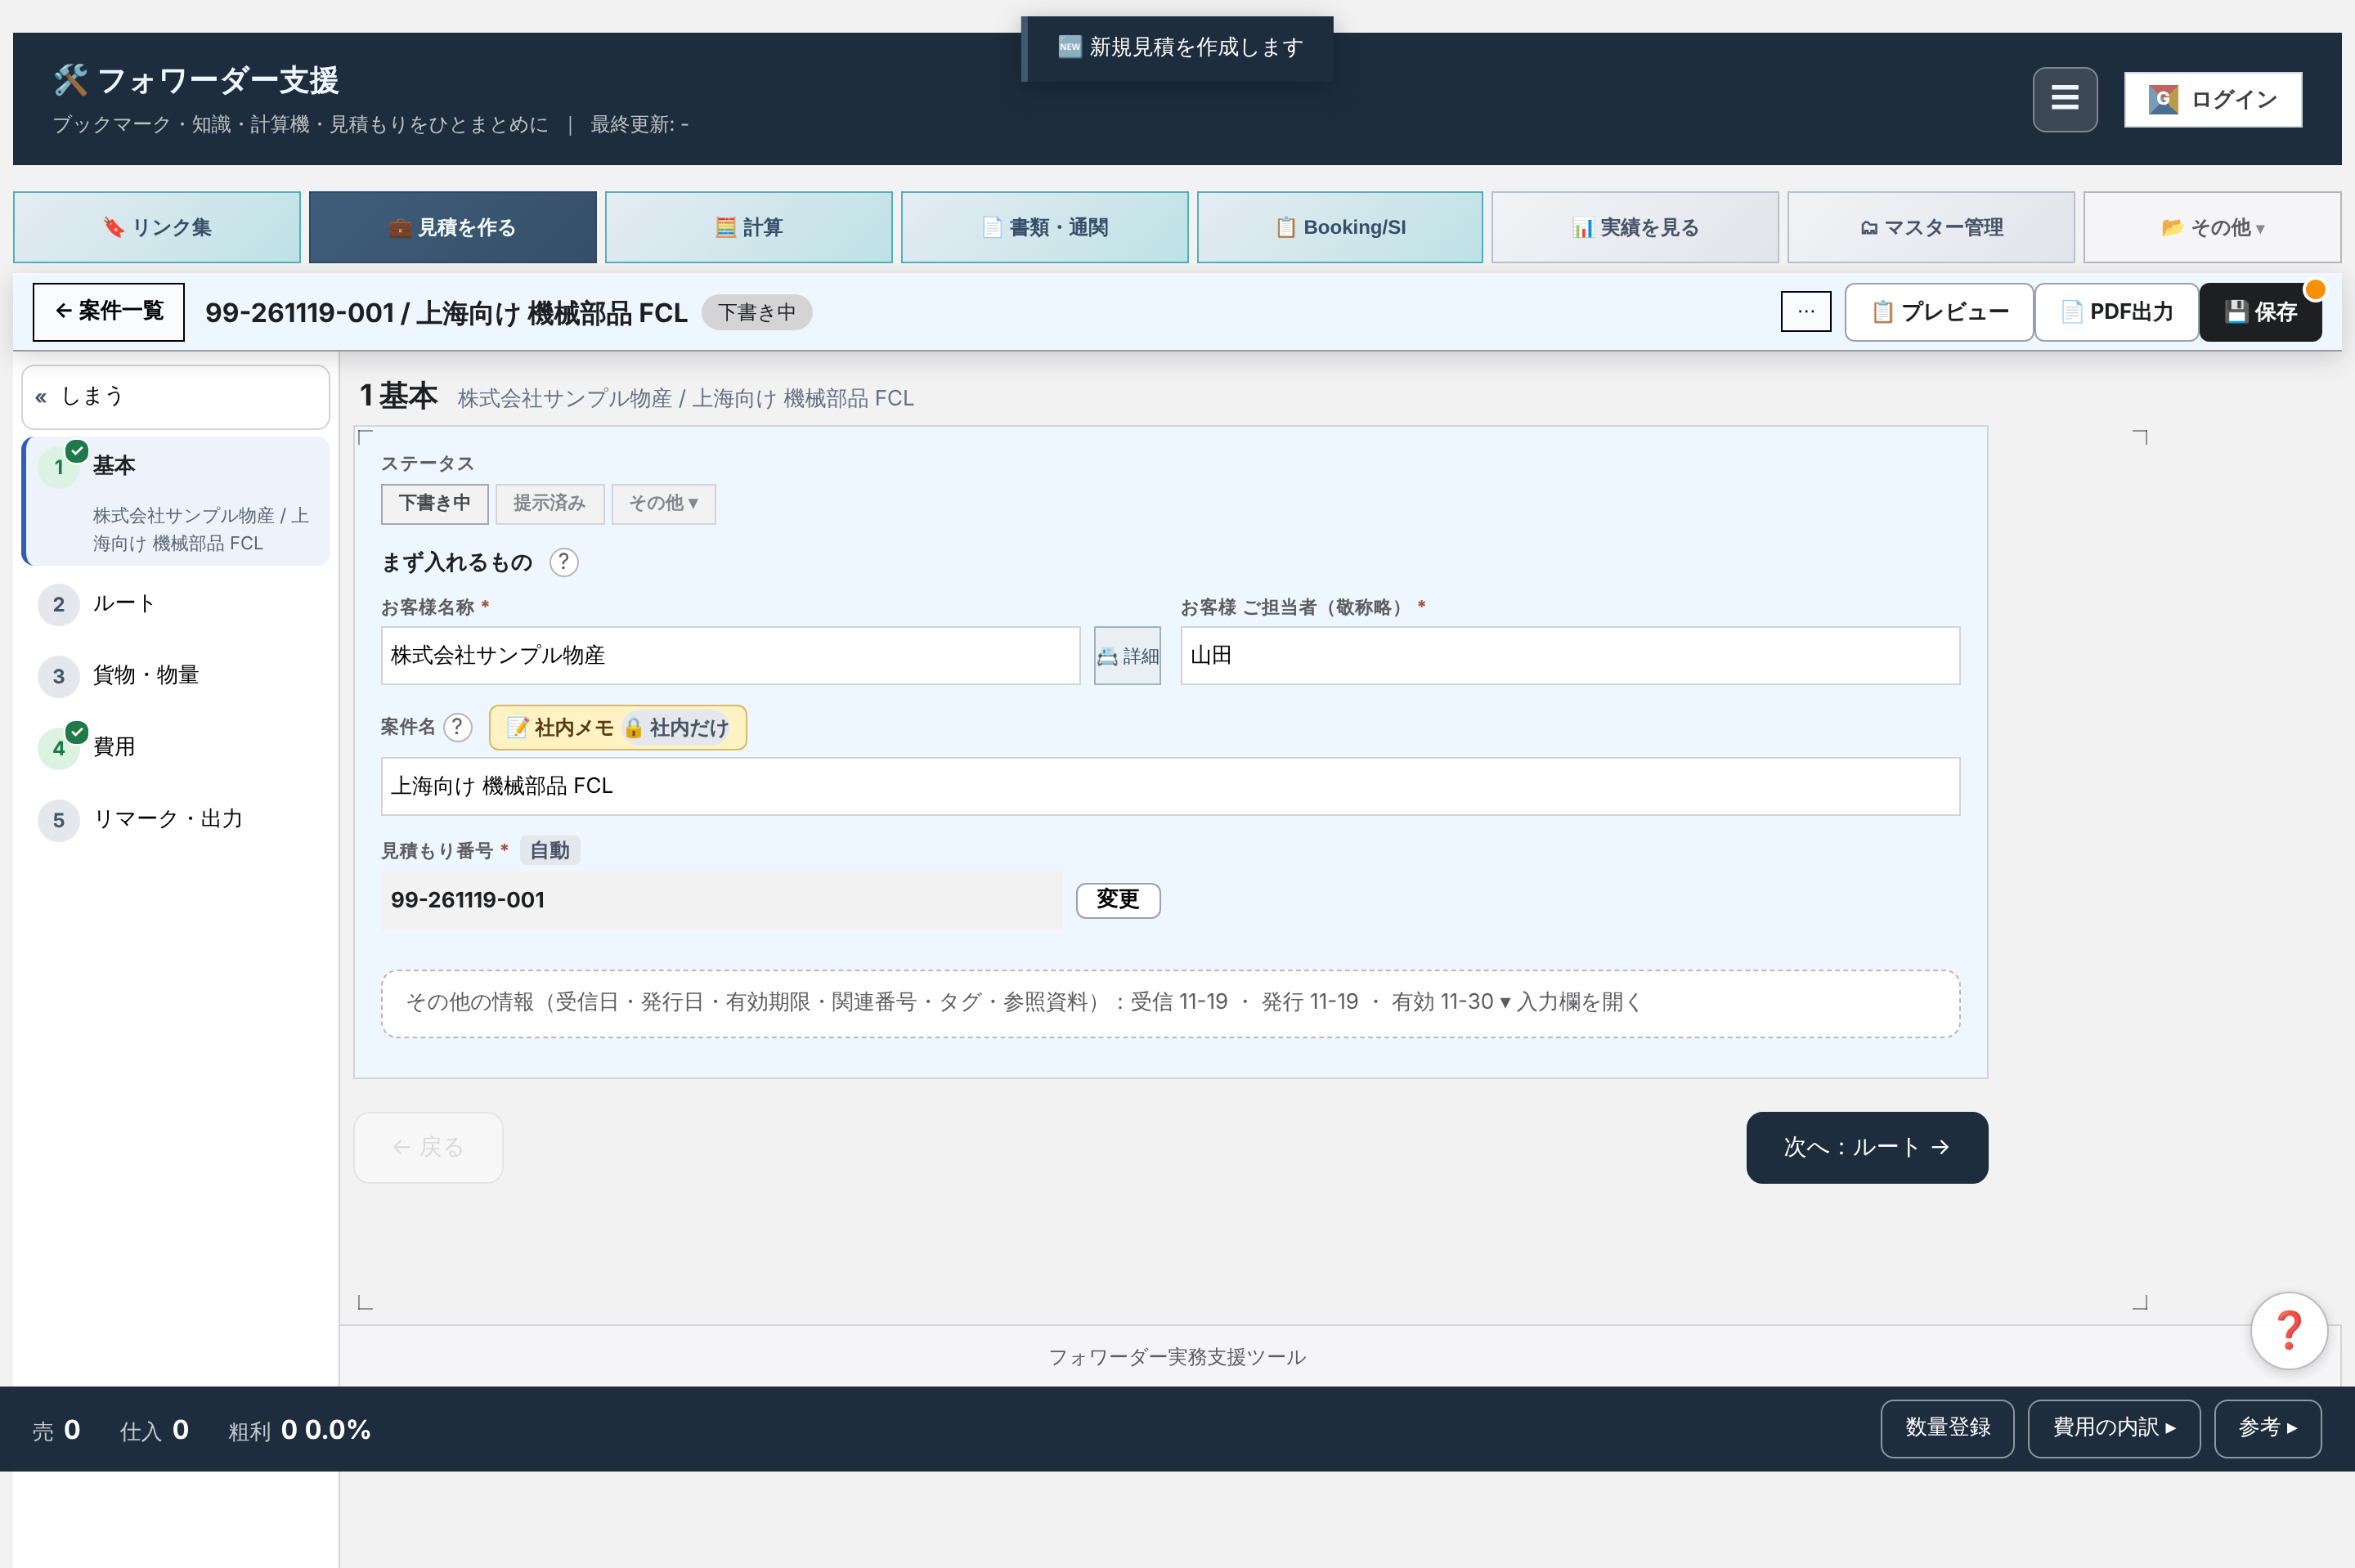 🆕 新規見積を作成します
🛠️ フォワーダー支援
ブックマーク・知識・計算機・見積もりをひとまとめに ｜ 最終更新: -
☰
G ログイン
🔖 リンク集
💼 見積を作る
🧮 計算
📄 書類・通関
📋 Booking/SI
📊 実績を見る
🗂 マスター管理
📂 その他 ▾
← 案件一覧
99-261119-001 / 上海向け 機械部品 FCL
下書き中
…
📋 プレビュー
📄 PDF出力
💾 保存
« しまう
1 基本
株式会社サンプル物産 / 上
海向け 機械部品 FCL
2 ルート
3 貨物・物量
4 費用
5 リマーク・出力
1 基本 株式会社サンプル物産 / 上海向け 機械部品 FCL
ステータス
下書き中
提示済み
その他 ▾
まず入れるもの ?
お客様名称 *
お客様 ご担当者（敬称略） *
株式会社サンプル物産
📇 詳細
山田
案件名 ? 📝 社内メモ 🔒 社内だけ
上海向け 機械部品 FCL
見積もり番号 * 自動
99-261119-001
変更
その他の情報（受信日・発行日・有効期限・関連番号・タグ・参照資料）：受信 11-19 ・ 発行 11-19 ・ 有効 11-30 ▾ 入力欄を開く
← 戻る
次へ：ルート →
❓
フォワーダー実務支援ツール
売 0 仕入 0 粗利 0 0.0%
数量登録
費用の内訳 ▸
参考 ▸